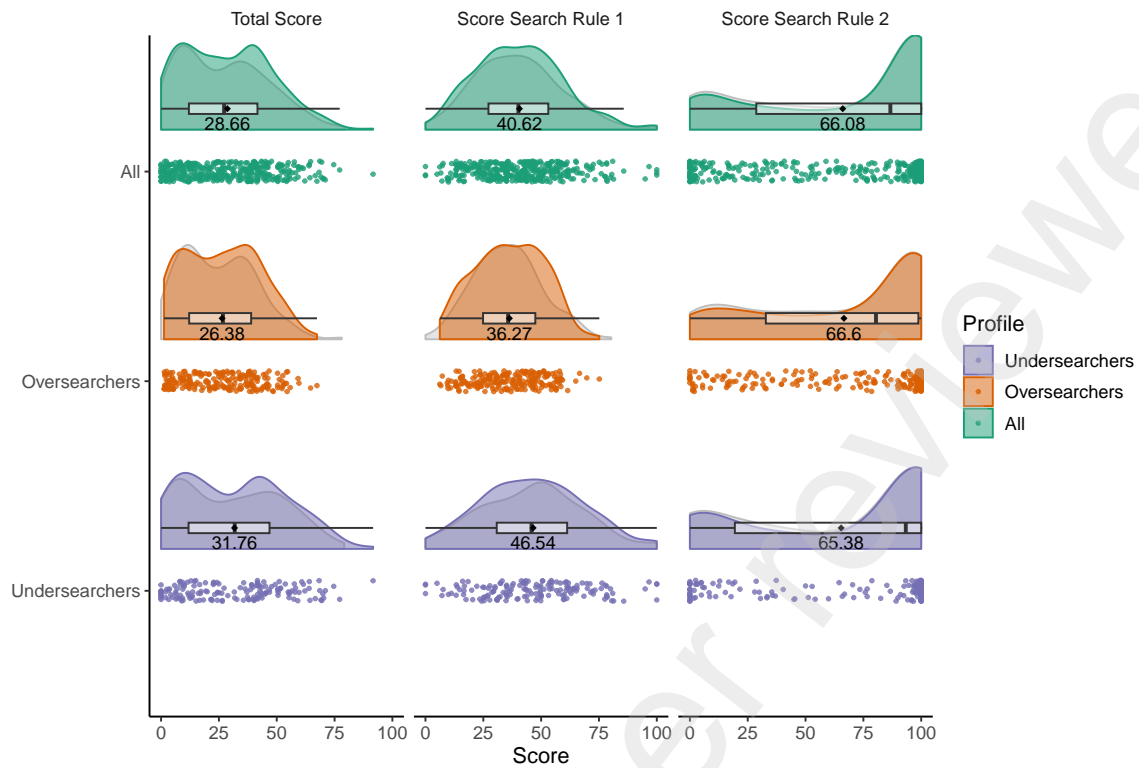 Total Score
Score Search Rule 1
Score Search Rule 2
28.66
40.62
66.08
All
26.38
36.27
66.6
Oversearchers
31.76
46.54
65.38
Undersearchers
Profile
Undersearchers
Oversearchers
All
0 25 50 75 100
0 25 50 75 100
0 25 50 75 100
Score
er reviewe